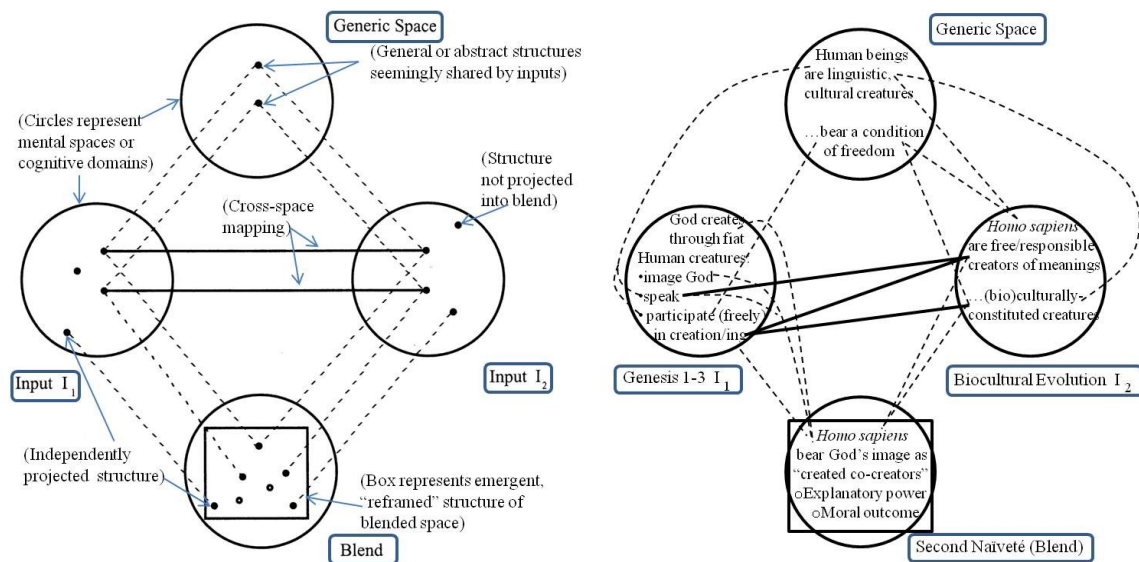 Generic Space
(General or abstract structures
seemingly shared by inputs)
(Circles represent
mental spaces or
cognitive domains)
(Structure
not projected
into blend)
(Cross-space
mapping)
Input I1
Input I2
(Independently
projected structure)
(Box represents emergent,
“reframed” structure of
blended space)
Blend
Generic Space
Human beings
are linguistic,
cultural creatures
…bear a condition
of freedom
God creates
through fiat
Human creatures:
•image God
•speak
•participate (freely)
in creation/ing
Genesis 1-3 I1
Homo sapiens
are free/responsible
creators of meanings
…(bio)culturally-
constituted creatures
Biocultural Evolution I2
Homo sapiens
bear God’s image as
“created co-creators”
oExplanatory power
oMoral outcome
Second Naïveté (Blend)